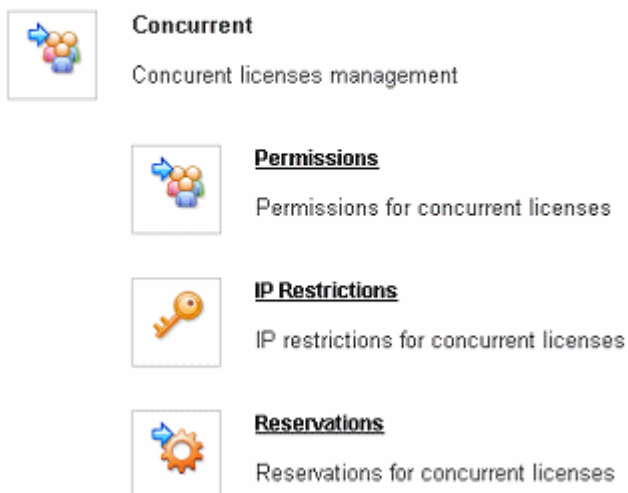 Concurrent
Concurent licenses management
Permissions
Permissions for concurrent licenses
IP Restrictions
IP restrictions for concurrent licenses
Reservations
Reservations for concurrent licenses